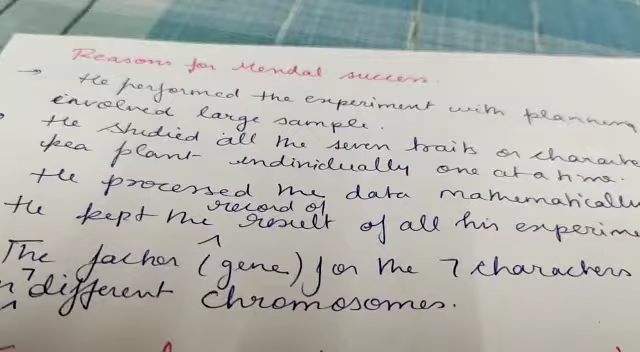 Reasons for Mendal success.
→ He performed the experiment with planning
involved large sample.
He studied all the seven traits or characte
pea plant individually one at a time.
He processed the data mathematically
record of
He kept the ^ result of all his experime
The factor (gene) for the 7 characters
7
n ^ different chromosomes.